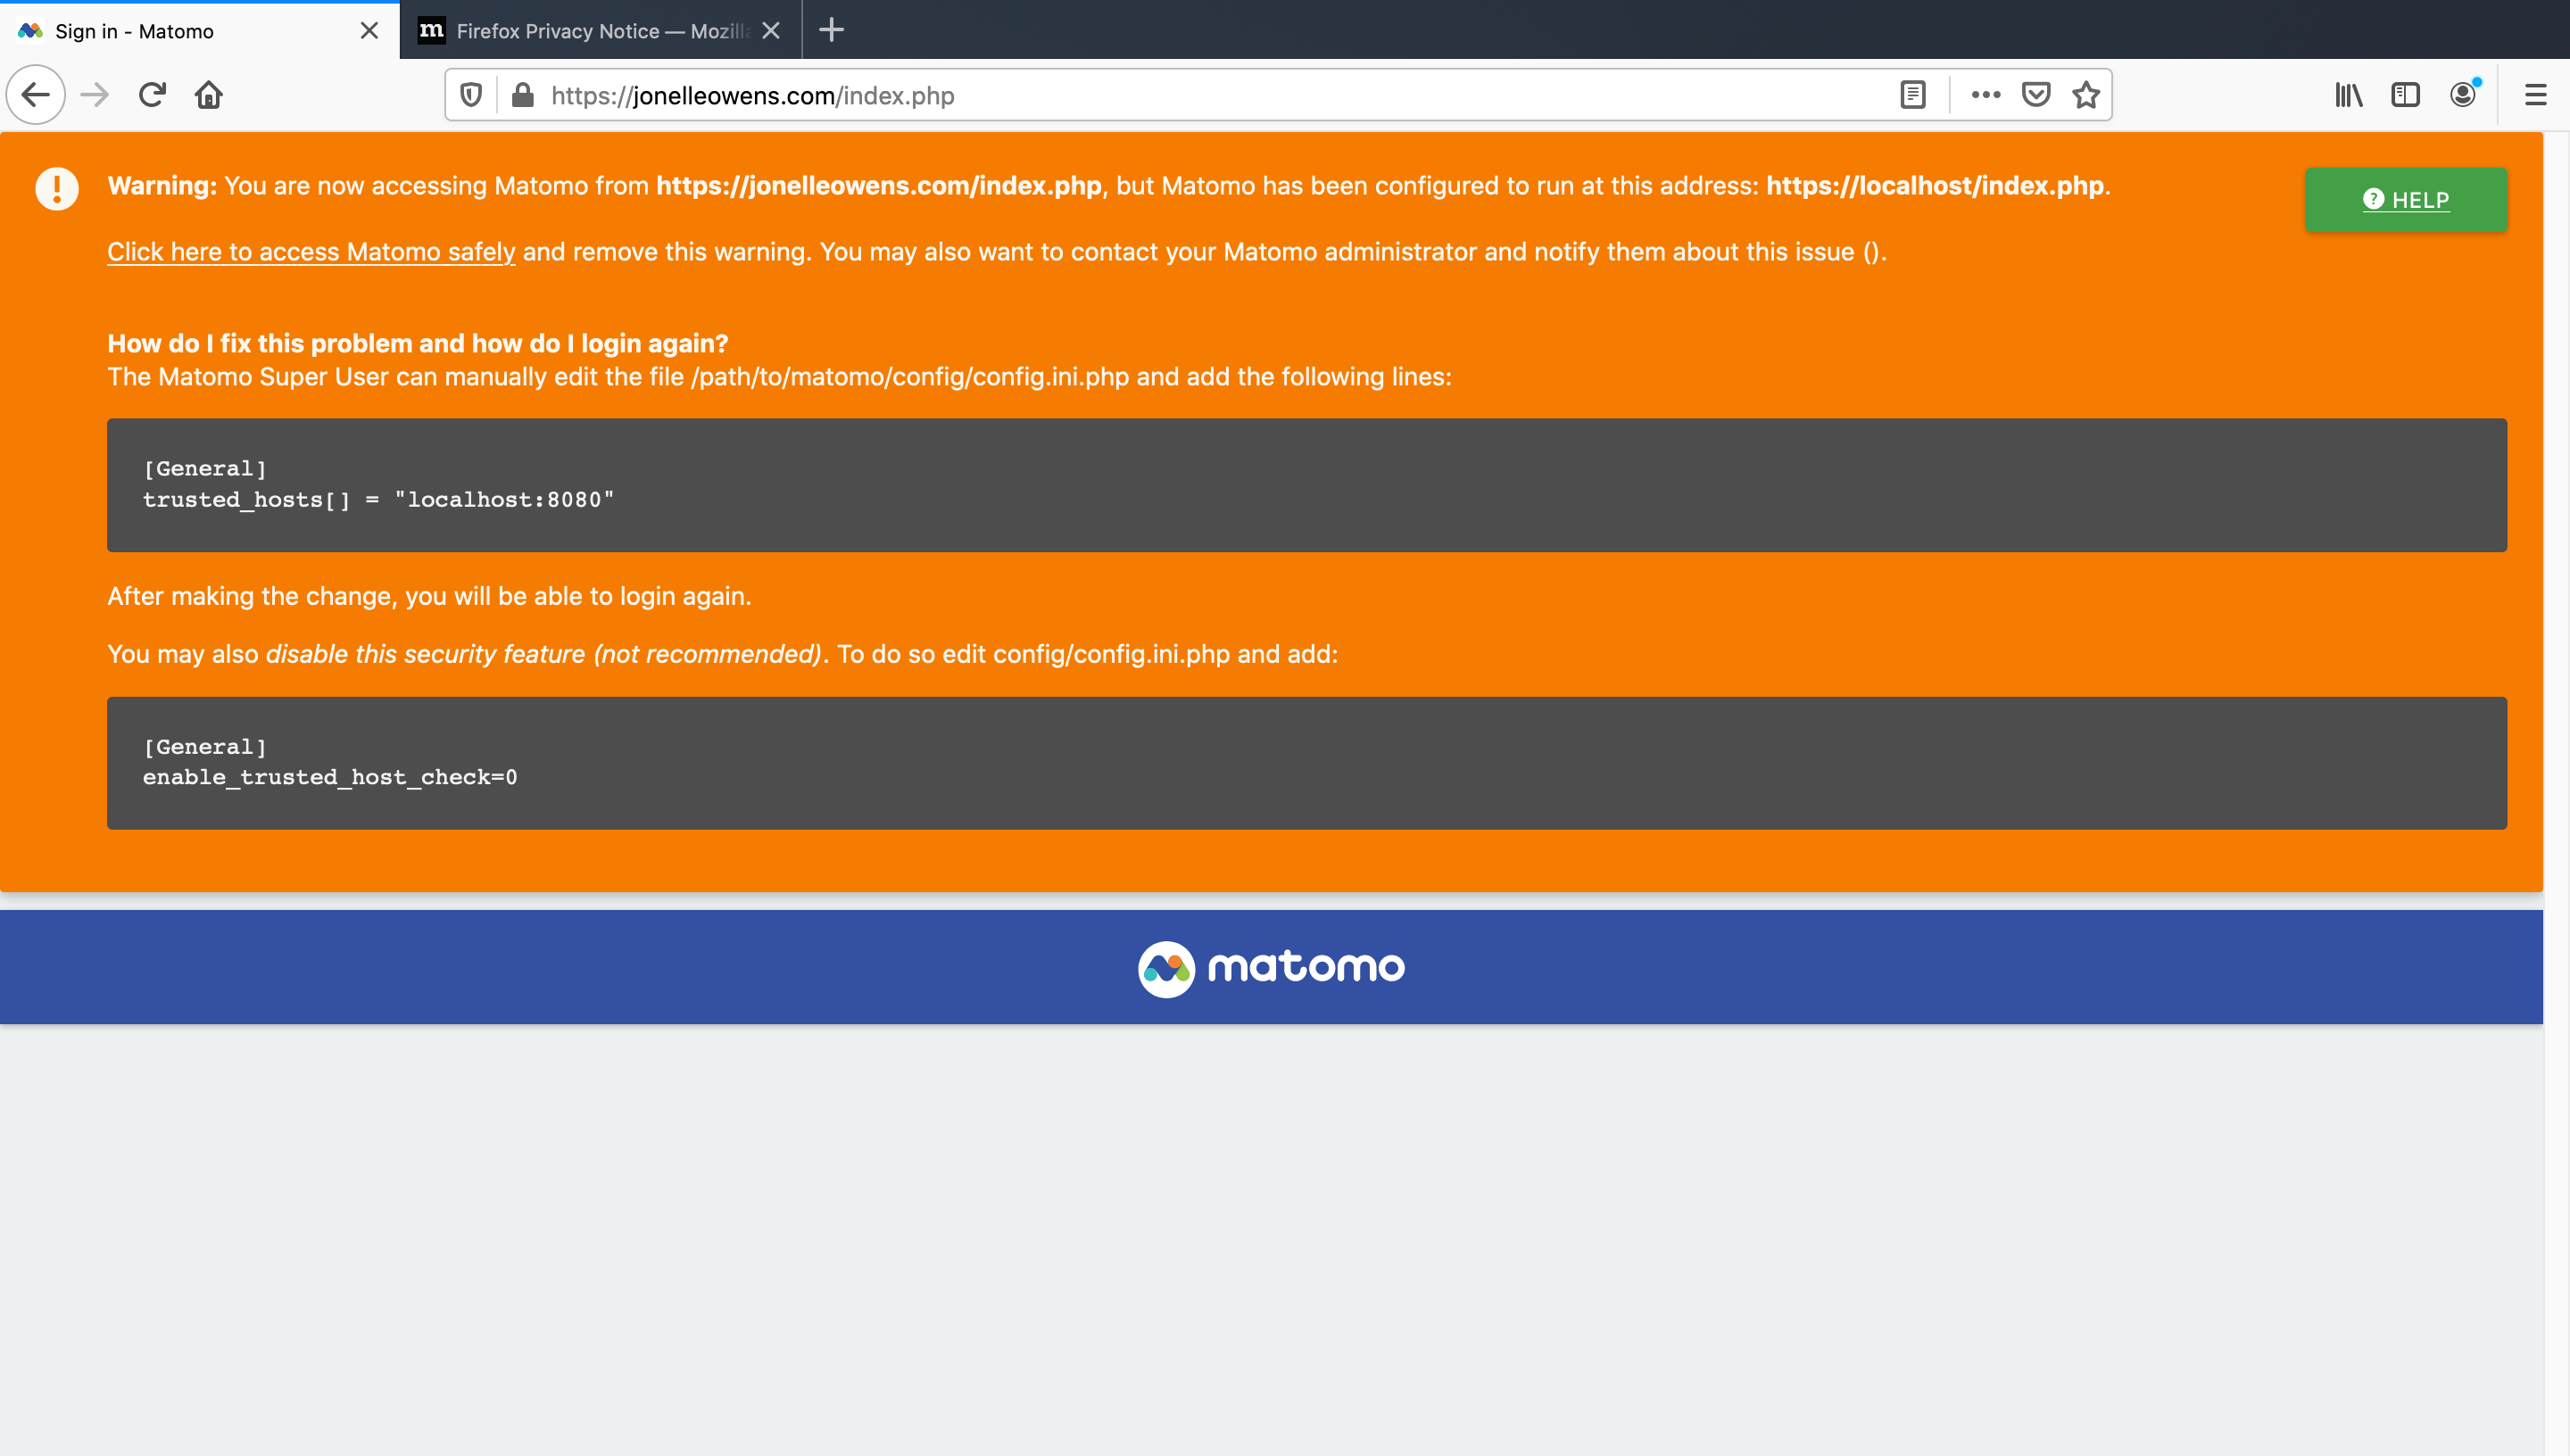 Sign in - Matomo
m Firefox Privacy Notice — Mozilla
https://jonelleowens.com/index.php
Warning: You are now accessing Matomo from https://jonelleowens.com/index.php, but Matomo has been configured to run at this address: https://localhost/index.php.
HELP
Click here to access Matomo safely and remove this warning. You may also want to contact your Matomo administrator and notify them about this issue ().
How do I fix this problem and how do I login again?
The Matomo Super User can manually edit the file /path/to/matomo/config/config.ini.php and add the following lines:
[General]
trusted_hosts[] = "localhost:8080"
After making the change, you will be able to login again.
You may also disable this security feature (not recommended). To do so edit config/config.ini.php and add:
[General]
enable_trusted_host_check=0
matomo